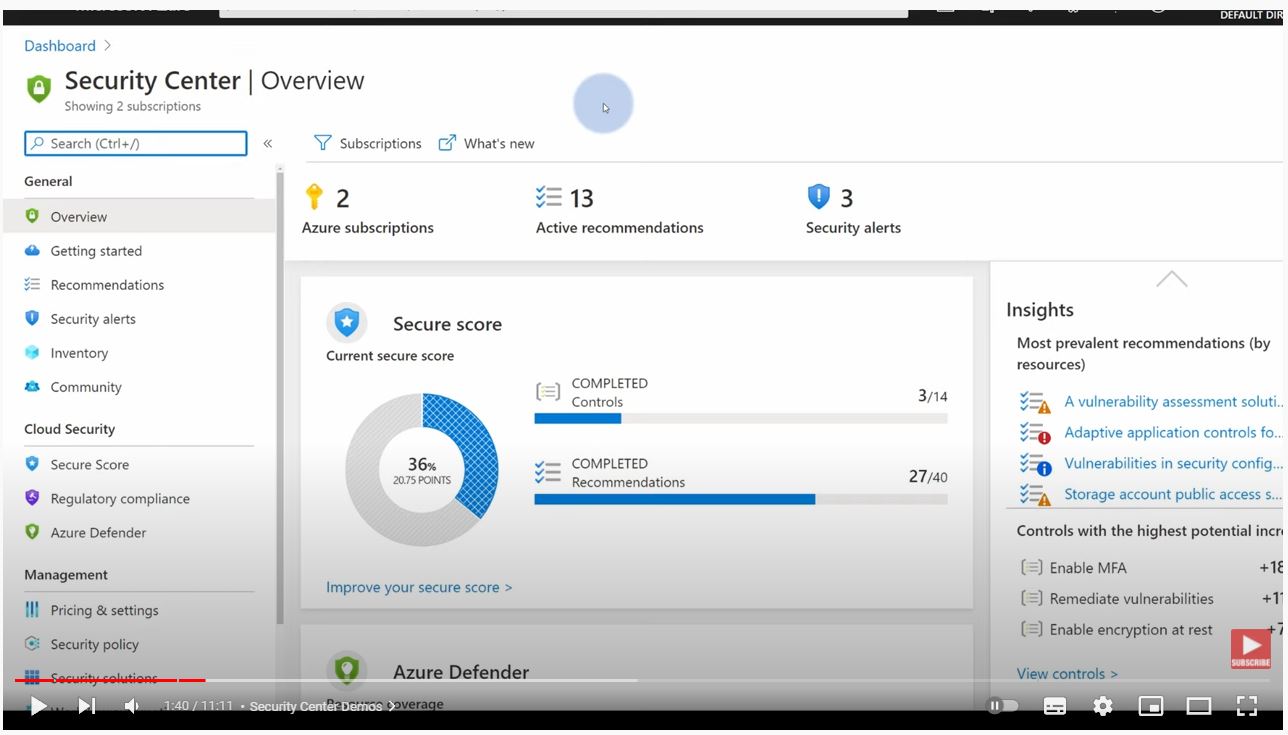 DEFAULT DIR
Dashboard
Security Center | Overview
Showing 2 subscriptions
Search (Ctrl+/)
«
Subscriptions
What's new
General
Overview
Getting started
Recommendations
Security alerts
Inventory
Community
Cloud Security
Secure Score
Regulatory compliance
Azure Defender
Management
Pricing & settings
Security policy
Security solutions
2
Azure subscriptions
13
Active recommendations
3
Security alerts
Secure score
Current secure score
36%
20.75 POINTS
COMPLETED
Controls
3/14
COMPLETED
Recommendations
27/40
Improve your secure score >
Azure Defender
coverage
Insights
Most prevalent recommendations (by
resources)
A vulnerability assessment soluti...
Adaptive application controls fo...
Vulnerabilities in security config...
Storage account public access s...
Controls with the highest potential incre
Enable MFA +18
Remediate vulnerabilities +11
Enable encryption at rest +7
View controls >
SUBSCRIBE
1:40 / 11:11 • Security Center Demos >